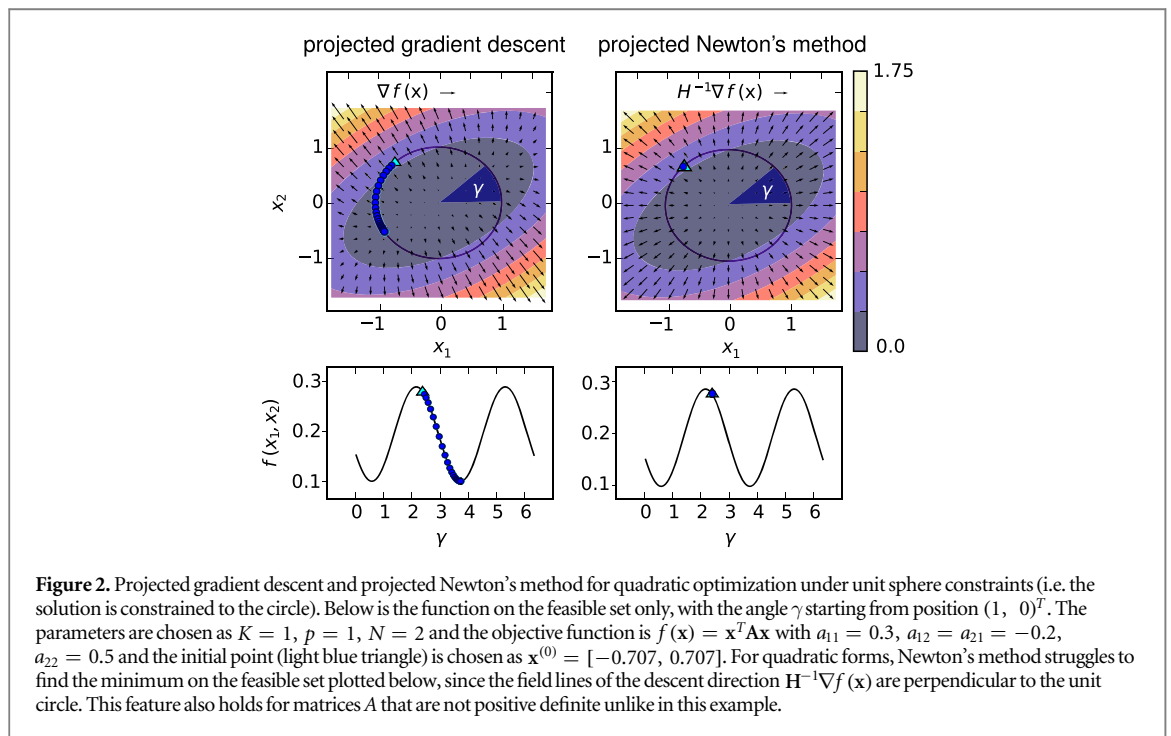 projected gradient descent
projected Newton's method
∇f(x) →
H⁻¹∇f(x) →
1.75
1
0
−1
x₂
γ
1
0
−1
γ
0.0
−1 0 1
x₁
−1 0 1
x₁
0.3
0.2
0.1
f(x₁, x₂)
0.3
0.2
0.1
0 1 2 3 4 5 6
γ
0 1 2 3 4 5 6
γ
Figure 2. Projected gradient descent and projected Newton's method for quadratic optimization under unit sphere constraints (i.e. the
solution is constrained to the circle). Below is the function on the feasible set only, with the angle γ starting from position (1, 0)ᵀ. The
parameters are chosen as K = 1, p = 1, N = 2 and the objective function is f(x) = xᵀAx with a₁₁ = 0.3, a₁₂ = a₂₁ = −0.2,
a₂₂ = 0.5 and the initial point (light blue triangle) is chosen as x⁽⁰⁾ = [−0.707, 0.707]. For quadratic forms, Newton's method struggles to
find the minimum on the feasible set plotted below, since the field lines of the descent direction H⁻¹∇f(x) are perpendicular to the unit
circle. This feature also holds for matrices A that are not positive definite unlike in this example.